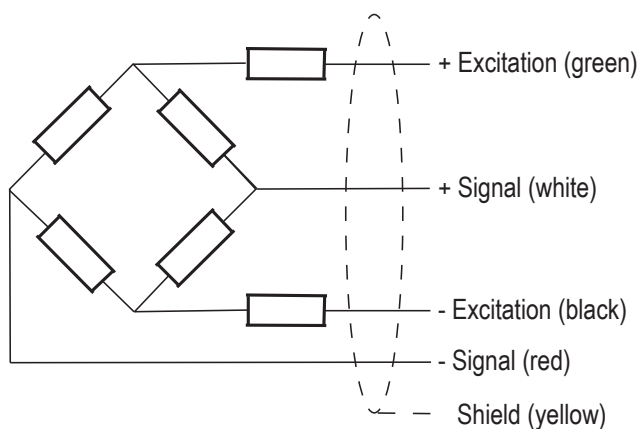 + Excitation (green)
+ Signal (white)
- Excitation (black)
- Signal (red)
Shield (yellow)